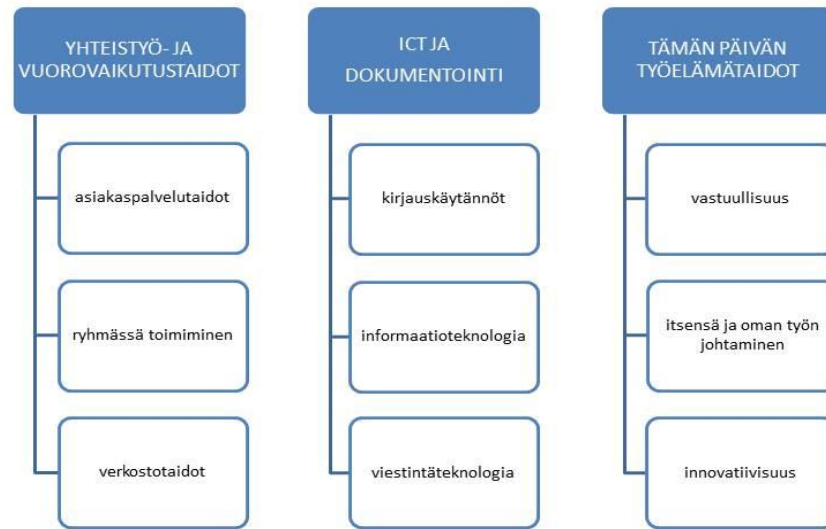 YHTEISTYÖ- JA
VUOROVAIKUTUSTAIDOT
asiakaspalvelutaidot
ryhmässä toimiminen
verkostotaidot
ICT JA
DOKUMENTOINTI
kirjauskäytännöt
informaatioteknologia
viestintäteknologia
TÄMÄN PÄIVÄN
TYÖELÄMÄTAIDOT
vastuullisuus
itsensä ja oman työn
johtaminen
innovatiivisuus